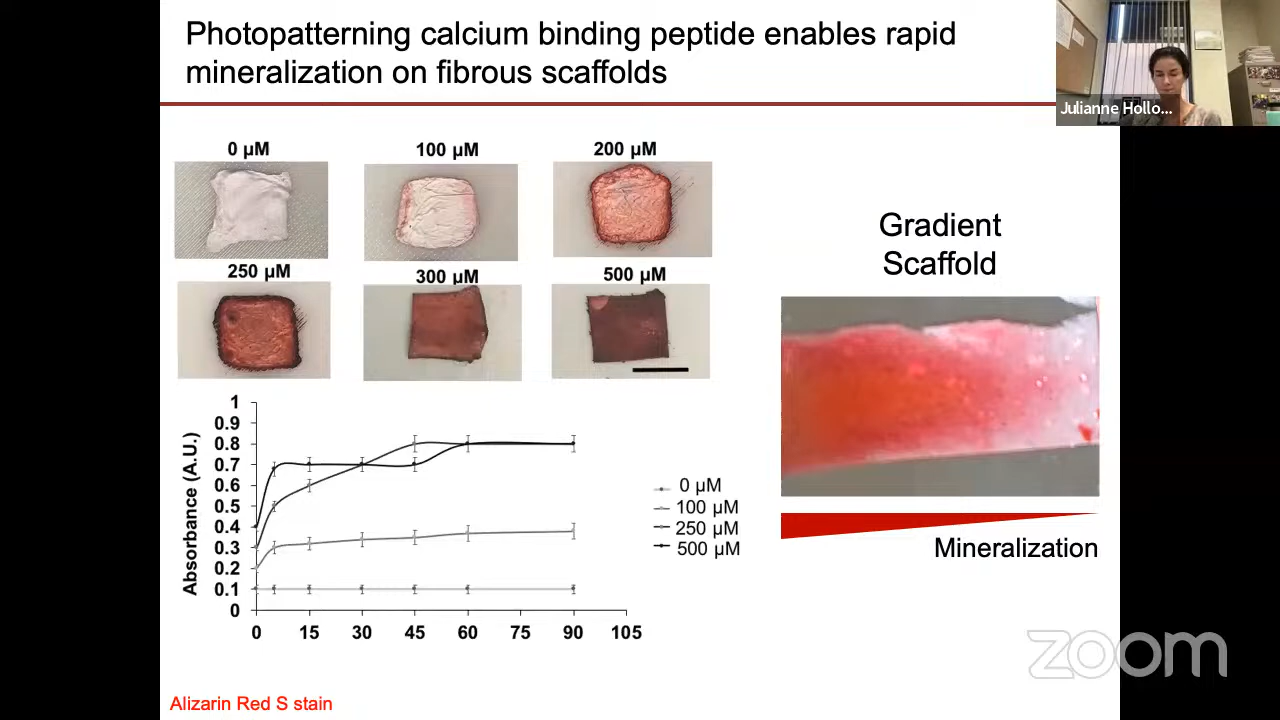 Photopatterning calcium binding peptide enables rapid
mineralization on fibrous scaffolds
Julianne Hollo...
0 µM
100 µM
200 µM
250 µM
300 µM
500 µM
Gradient
Scaffold
Mineralization
Absorbance (A.U.)
1
0.9
0.8
0.7
0.6
0.5
0.4
0.3
0.2
0.1
0
0 15 30 45 60 75 90 105
0 µM
100 µM
250 µM
500 µM
Alizarin Red S stain
zoom